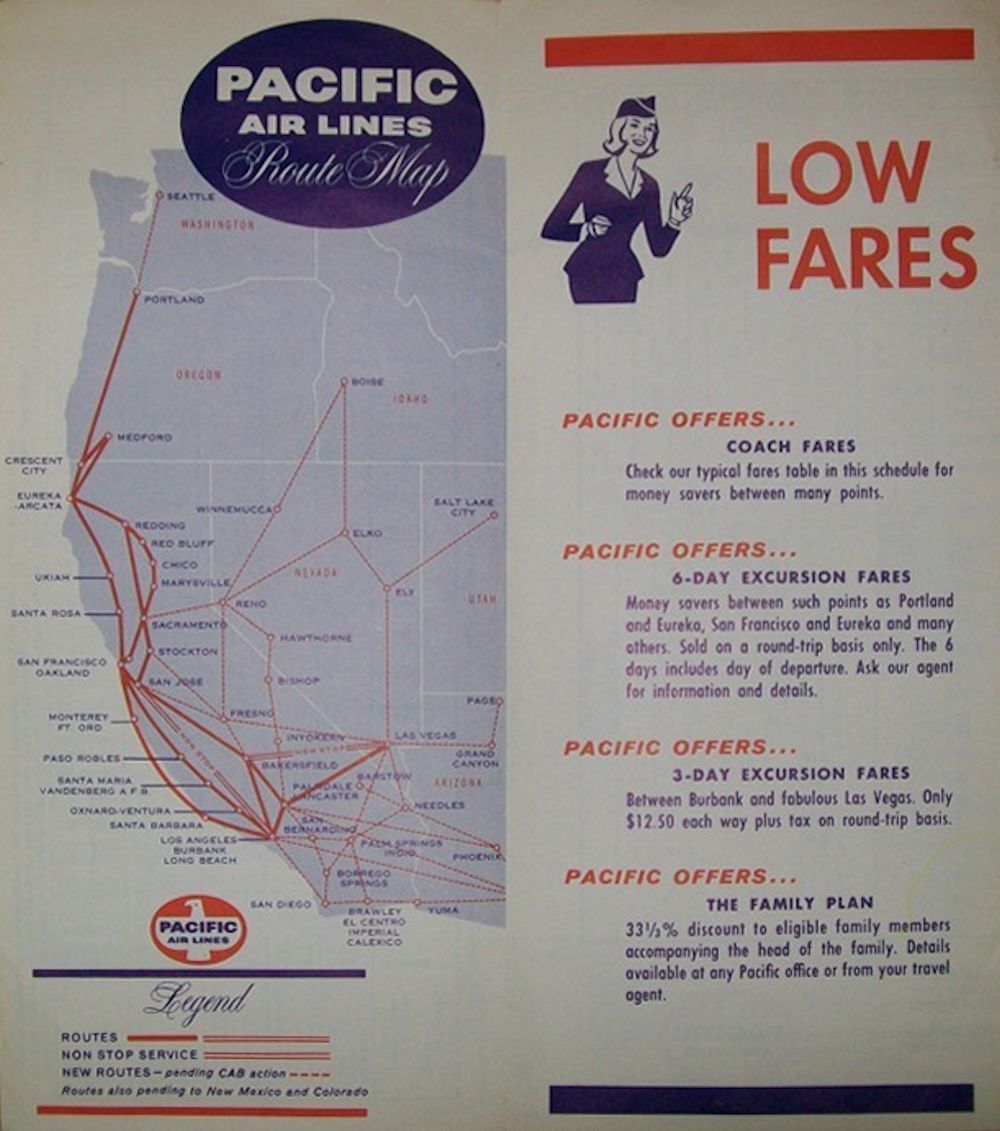 PACIFIC
AIR LINES
Route Map
SEATTLE
WASHINGTON
PORTLAND
OREGON
BOISE
IDAHO
MEDFORD
CRESCENT
CITY
EUREKA
-ARCATA
WINNEMUCCA
SALT LAKE
CITY
REDDING
RED BLUFF
ELKO
CHICO
NEVADA
UKIAH
MARYSVILLE
ELY
UTAH
RENO
SANTA ROSA
SACRAMENTO
HAWTHORNE
STOCKTON
SAN FRANCISCO
OAKLAND
SAN JOSE
BISHOP
PAGE
MONTEREY
FT. ORD
FRESNO
NON STOP
INYOKERN
NON STOP
LAS VEGAS
GRAND
CANYON
PASO ROBLES
BAKERSFIELD
BARSTOW
ARIZONA
SANTA MARIA
VANDENBERG A.F.B
PALMDALE
LANCASTER
NEEDLES
OXNARD-VENTURA
SANTA BARBARA
SAN
BERNARDINO
LOS ANGELES
BURBANK
LONG BEACH
PALM SPRINGS
INDIO
PHOENIX
BORREGO
SPRINGS
SAN DIEGO
BRAWLEY
EL CENTRO
IMPERIAL
CALEXICO
YUMA
PACIFIC
AIR LINES
Legend
ROUTES
NON STOP SERVICE
NEW ROUTES — pending CAB action
Routes also pending to New Mexico and Colorado
LOW
FARES
PACIFIC OFFERS...
COACH FARES
Check our typical fares table in this schedule for
money savers between many points.
PACIFIC OFFERS...
6-DAY EXCURSION FARES
Money savers between such points as Portland
and Eureka, San Francisco and Eureka and many
others. Sold on a round-trip basis only. The 6
days includes day of departure. Ask our agent
for information and details.
PACIFIC OFFERS...
3-DAY EXCURSION FARES
Between Burbank and fabulous Las Vegas. Only
$12.50 each way plus tax on round-trip basis.
PACIFIC OFFERS...
THE FAMILY PLAN
33⅓% discount to eligible family members
accompanying the head of the family. Details
available at any Pacific office or from your travel
agent.